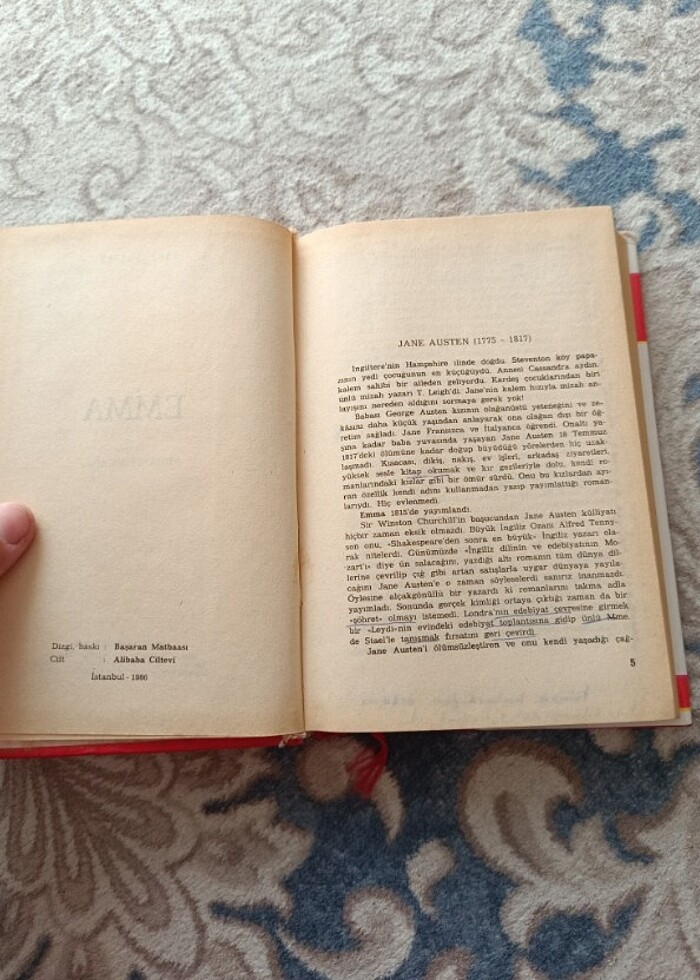 EMMA
Dizgi, baskı : Başaran Matbaası
Cilt : Alibaba Ciltevi
İstanbul - 1986
JANE AUSTEN (1775 - 1817)
İngiltere'nin Hampshire ilinde doğdu. Steventon köy papa-
zının yedi çocuğunun en küçüğüydü. Annesi Cassandra aydın,
kalem sahibi bir aileden geliyordu. Kardeş çocuklarından biri
ünlü mizah yazarı T. Leigh'di. Jane'nin kalem hızıyla mizah an-
layışını nereden aldığını sormaya gerek yok!
Babası George Austen kızının olağanüstü yeteneğini ve ze-
kâsını daha küçük yaşından anlayarak ona olağan dışı bir öğ-
retim sağladı. Jane Fransızca ve İtalyanca öğrendi. Onaltı ya-
şına kadar baba yuvasında yaşayan Jane Austen 18 Temmuz
1817'deki ölümüne kadar doğup büyüdüğü yörelerden hiç uzak-
laşmadı. Kısacası, dikiş, nakış, ev işleri, arkadaş ziyaretleri,
yüksek sesle kitap okumak ve kır gezileriyle dolu, kendi ro-
manlarındaki kızlar gibi bir ömür sürdü. Onu bu kızlardan ayı-
ran özellik kendi adını kullanmadan yazıp yayımlattığı roman-
larıydı. Hiç evlenmedi.
Emma 1815'de yayımlandı.
Sir Winston Churchill'in başucundan Jane Austen külliyatı
hiçbir zaman eksik olmazdı. Büyük İngiliz Ozanı Alfred Tenny-
sen onu, «Shakespeare'den sonra en büyük» İngiliz yazarı ola-
rak nitelerdi. Günümüzde «İngiliz dilinin ve edebiyatının Mo-
zart'ı» diye ün salacağını, yazdığı altı romanın tüm dünya dil-
lerine çevrilip çığ gibi artan satışlarla uygar dünyaya yayıla-
cağını Jane Austen'e o zaman söyleselerdi sanırız inanmazdı.
Öylesine alçakgönüllü bir yazardı ki romanlarını takma adla
yayımladı. Sonunda gerçek kimliği ortaya çıktığı zaman da bir
«şöhret» olmayı istemedi. Londra'nın edebiyat çevresine girmek
bir «Leydi»nin evindeki edebiyat toplantısına gidip ünlü Mme.
de Stael'le tanışmak fırsatını geri çevirdi.
Jane Austen'i ölümsüzleştiren ve onu kendi yaşadığı çağ-
5